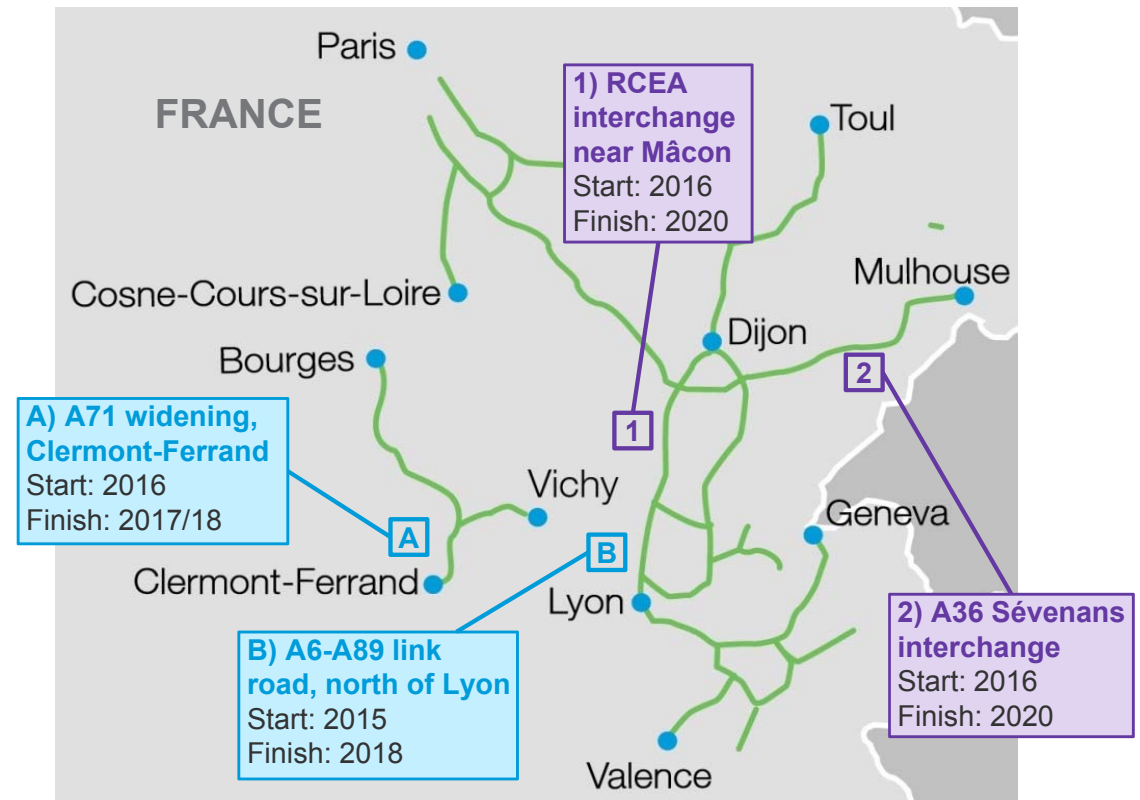 Paris
FRANCE
1) RCEA
interchange
near Mâcon
Start: 2016
Finish: 2020
Toul
Mulhouse
Cosne-Cours-sur-Loire
Dijon
Bourges
2
1
A) A71 widening,
Clermont-Ferrand
Start: 2016
Finish: 2017/18
Vichy
Geneva
A
B
Clermont-Ferrand
Lyon
2) A36 Sévenans
interchange
Start: 2016
Finish: 2020
B) A6-A89 link
road, north of Lyon
Start: 2015
Finish: 2018
Valence